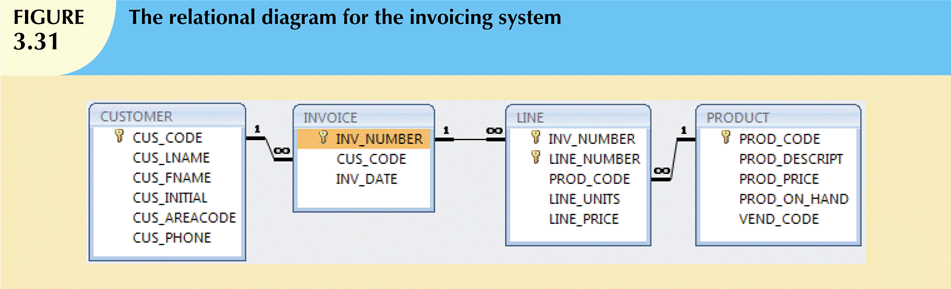 FIGURE
3.31
The relational diagram for the invoicing system
CUSTOMER
CUS_CODE
CUS_LNAME
CUS_FNAME
CUS_INITIAL
CUS_AREACODE
CUS_PHONE
1
∞
INVOICE
INV_NUMBER
CUS_CODE
INV_DATE
1
∞
LINE
INV_NUMBER
LINE_NUMBER
PROD_CODE
LINE_UNITS
LINE_PRICE
1
∞
PRODUCT
PROD_CODE
PROD_DESCRIPT
PROD_PRICE
PROD_ON_HAND
VEND_CODE